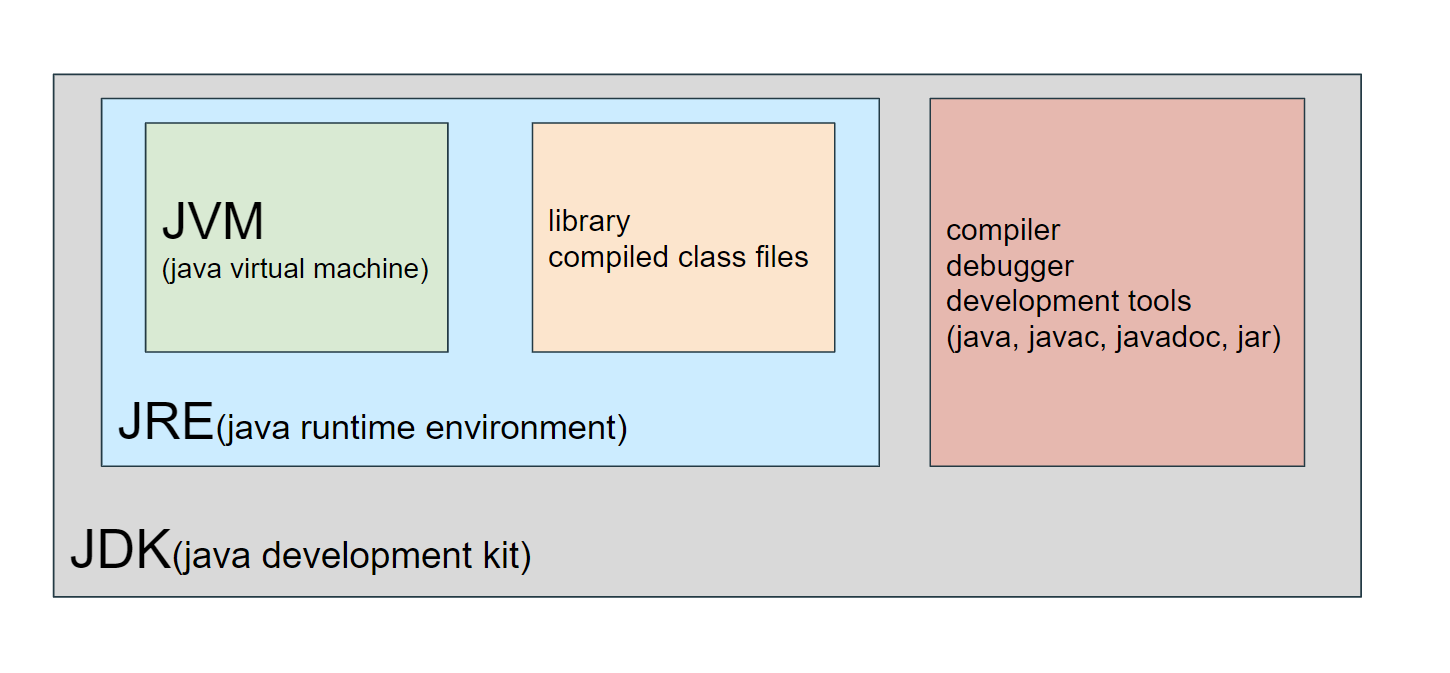 JVM
(java virtual machine)
library
compiled class files
compiler
debugger
development tools
(java, javac, javadoc, jar)
JRE(java runtime environment)
JDK(java development kit)